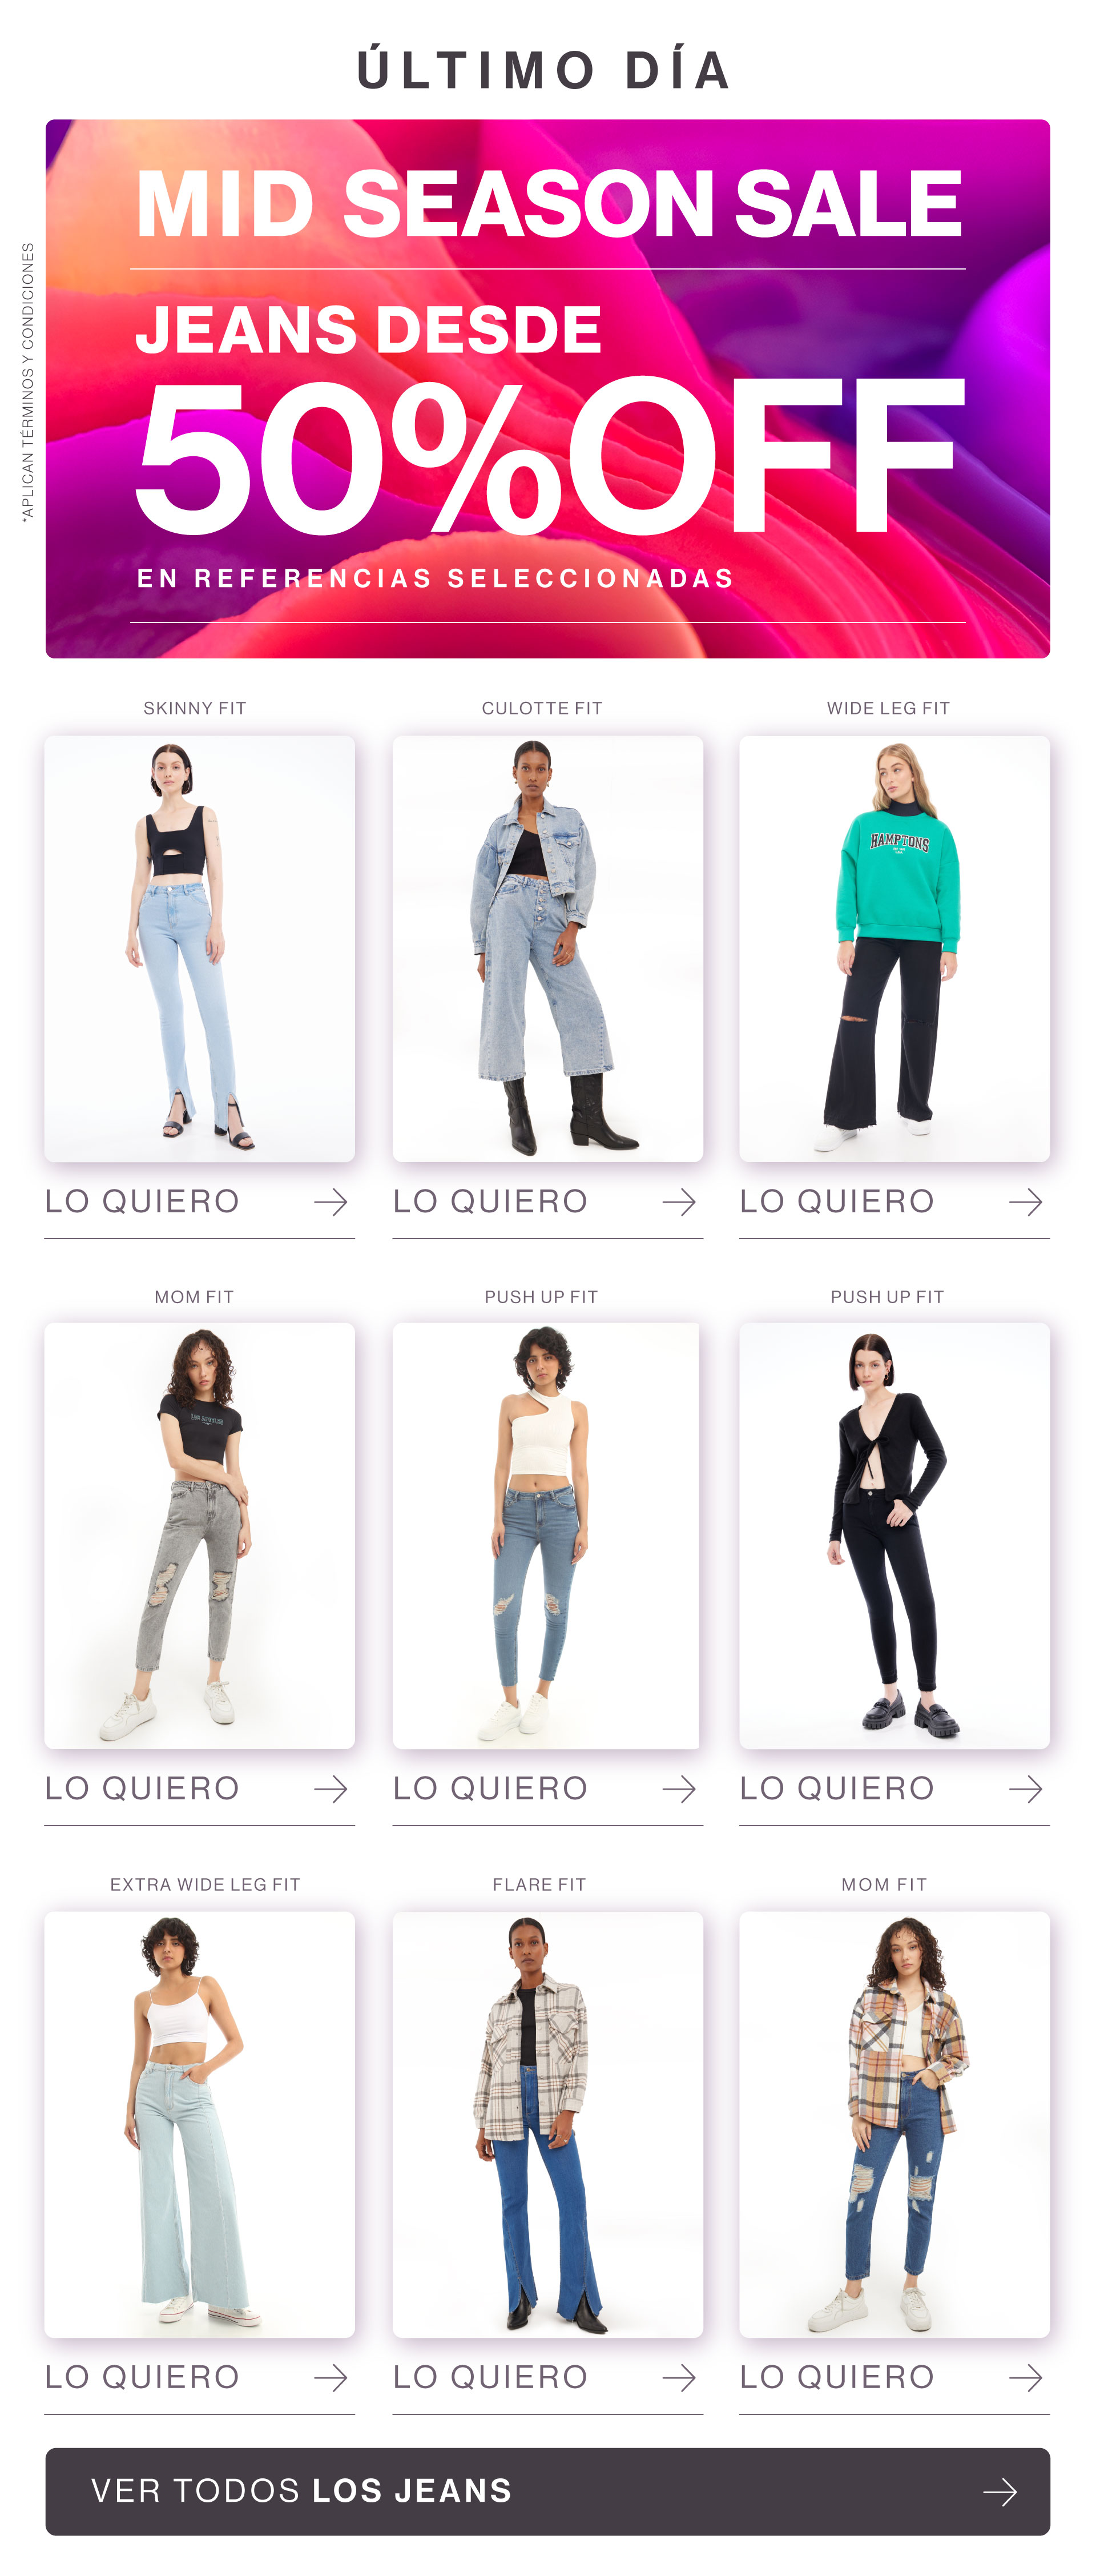 ÚLTIMO DÍA
MID SEASON SALE
JEANS DESDE
50%OFF
EN REFERENCIAS SELECCIONADAS
*APLICAN TÉRMINOS Y CONDICIONES
SKINNY FIT
CULOTTE FIT
WIDE LEG FIT
HAMPTONS
LO QUIERO
LO QUIERO
LO QUIERO
MOM FIT
PUSH UP FIT
PUSH UP FIT
LO QUIERO
LO QUIERO
LO QUIERO
EXTRA WIDE LEG FIT
FLARE FIT
MOM FIT
LO QUIERO
LO QUIERO
LO QUIERO
VER TODOS LOS JEANS